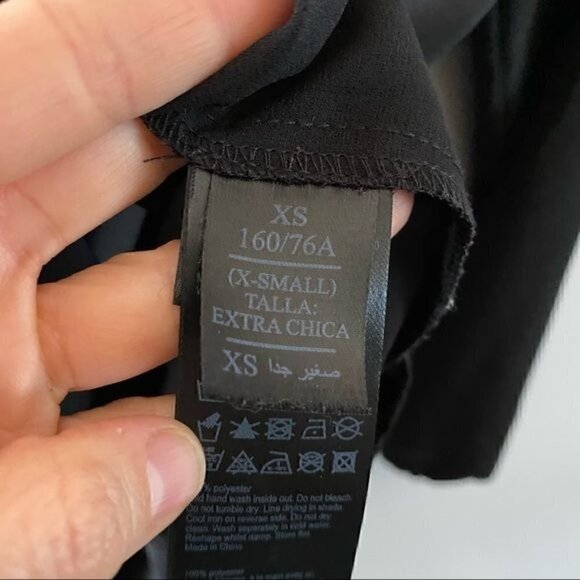 XS
160/76A
(X-SMALL)
TALLA:
EXTRA CHICA
XS صغير جدا
polyester
hand wash inside out. Do not bleach.
Do not tumble dry. Line drying in shade.
Cool iron on reverse side. Do not dry
clean. Wash separately in cold water.
Reshape whilst damp. Store flat.
Made in China
100% polyester